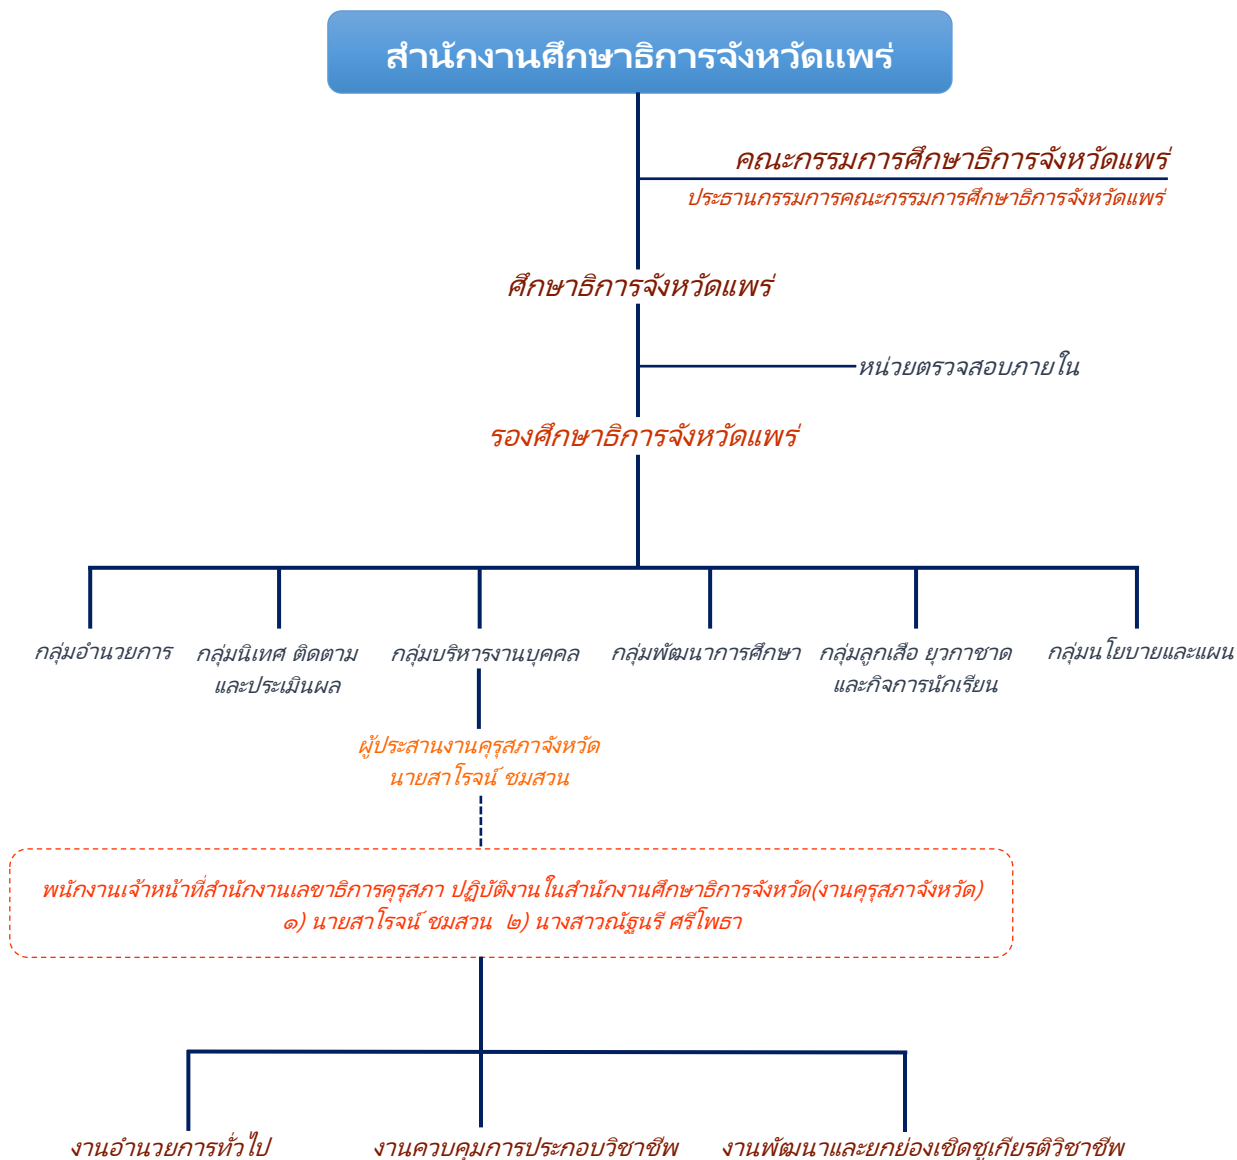 สำนักงานศึกษาธิการจังหวัดแพร่
คณะกรรมการศึกษาธิการจังหวัดแพร่
ประธานกรรมการคณะกรรมการศึกษาธิการจังหวัดแพร่
ศึกษาธิการจังหวัดแพร่
หน่วยตรวจสอบภายใน
รองศึกษาธิการจังหวัดแพร่
กลุ่มอำนวยการ
กลุ่มนิเทศ ติดตาม
และประเมินผล
กลุ่มบริหารงานบุคคล
กลุ่มพัฒนาการศึกษา
กลุ่มลูกเสือ ยุวกาชาด
และกิจการนักเรียน
กลุ่มนโยบายและแผน
ผู้ประสานงานคุรุสภาจังหวัด
นายสาโรจน์ ชมสวน
พนักงานเจ้าหน้าที่สำนักงานเลขาธิการคุรุสภา ปฏิบัติงานในสำนักงานศึกษาธิการจังหวัด(งานคุรุสภาจังหวัด)
๑) นายสาโรจน์ ชมสวน ๒) นางสาวณัฐนรี ศรีโพธา
งานอำนวยการทั่วไป
งานควบคุมการประกอบวิชาชีพ
งานพัฒนาและยกย่องเชิดชูเกียรติวิชาชีพ